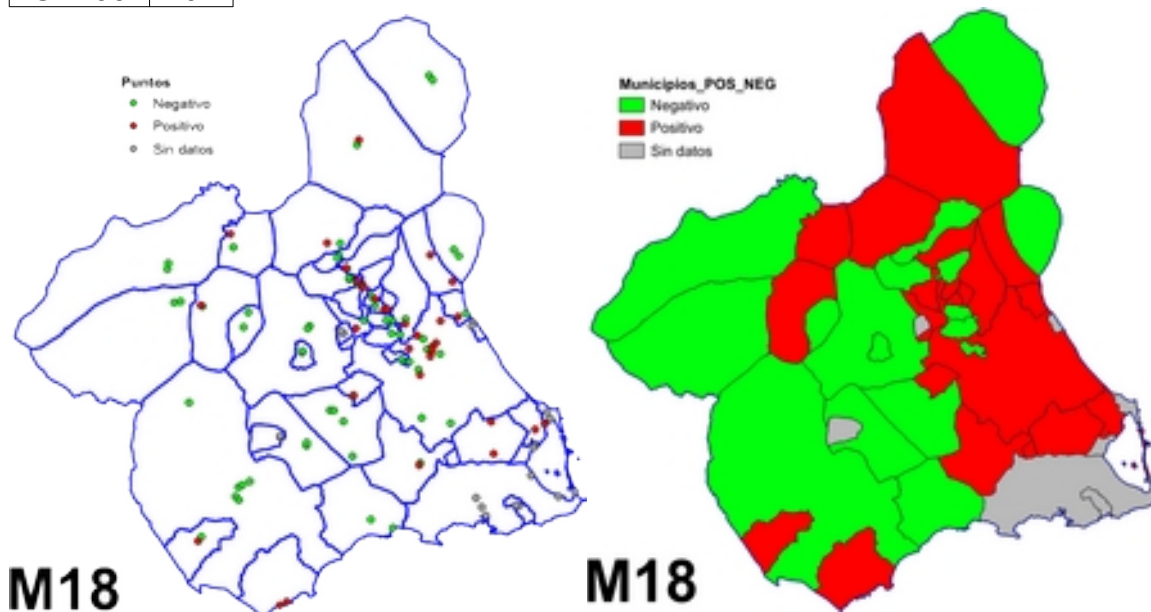 Puntos
Negativo
Positivo
Sin datos
M18
Municipios_POS_NEG
Negativo
Positivo
Sin datos
M18